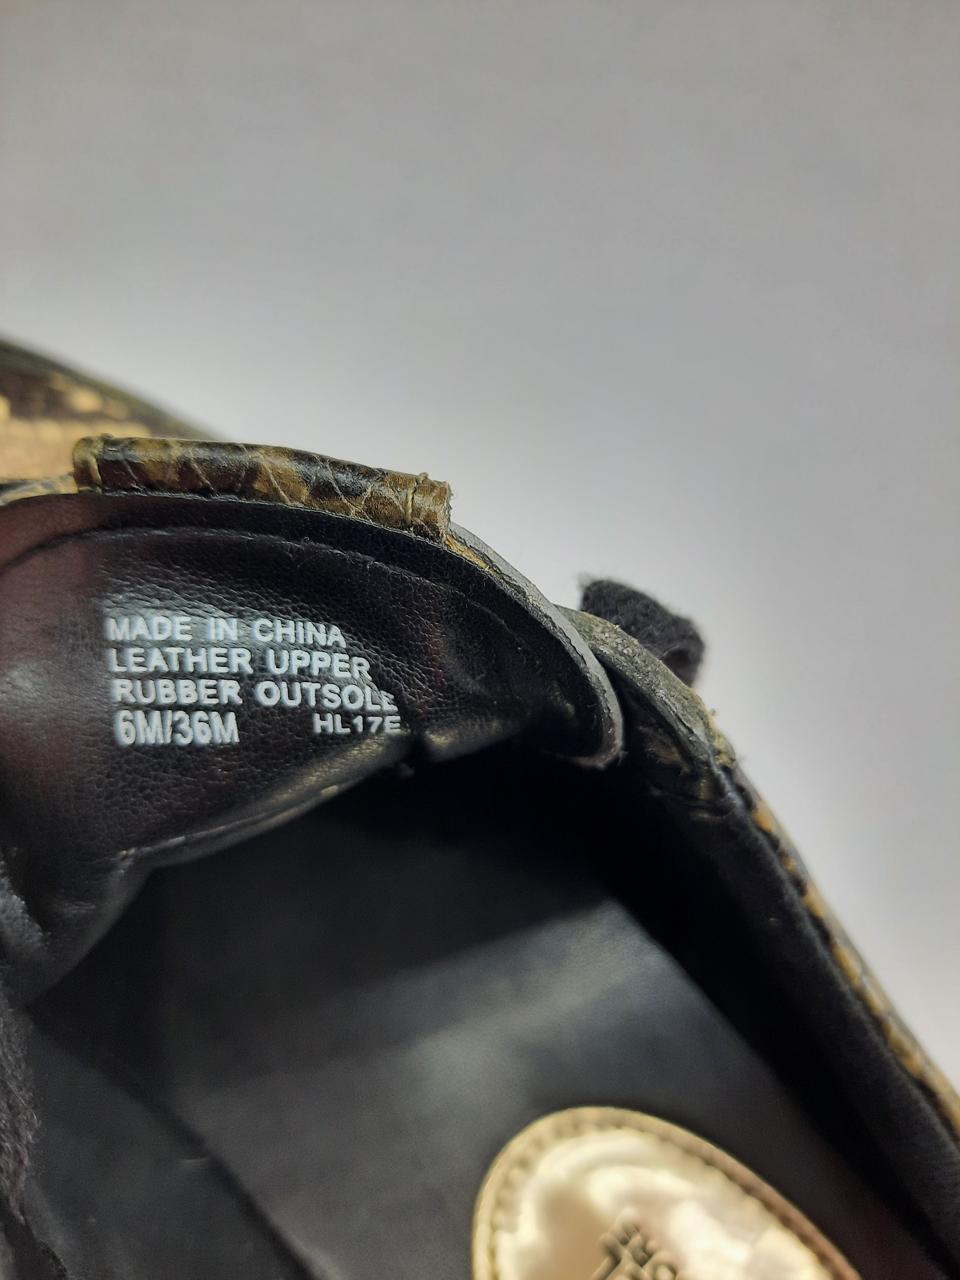 MADE IN CHINA
LEATHER UPPER
RUBBER OUTSOLE
6M/36M HL17E